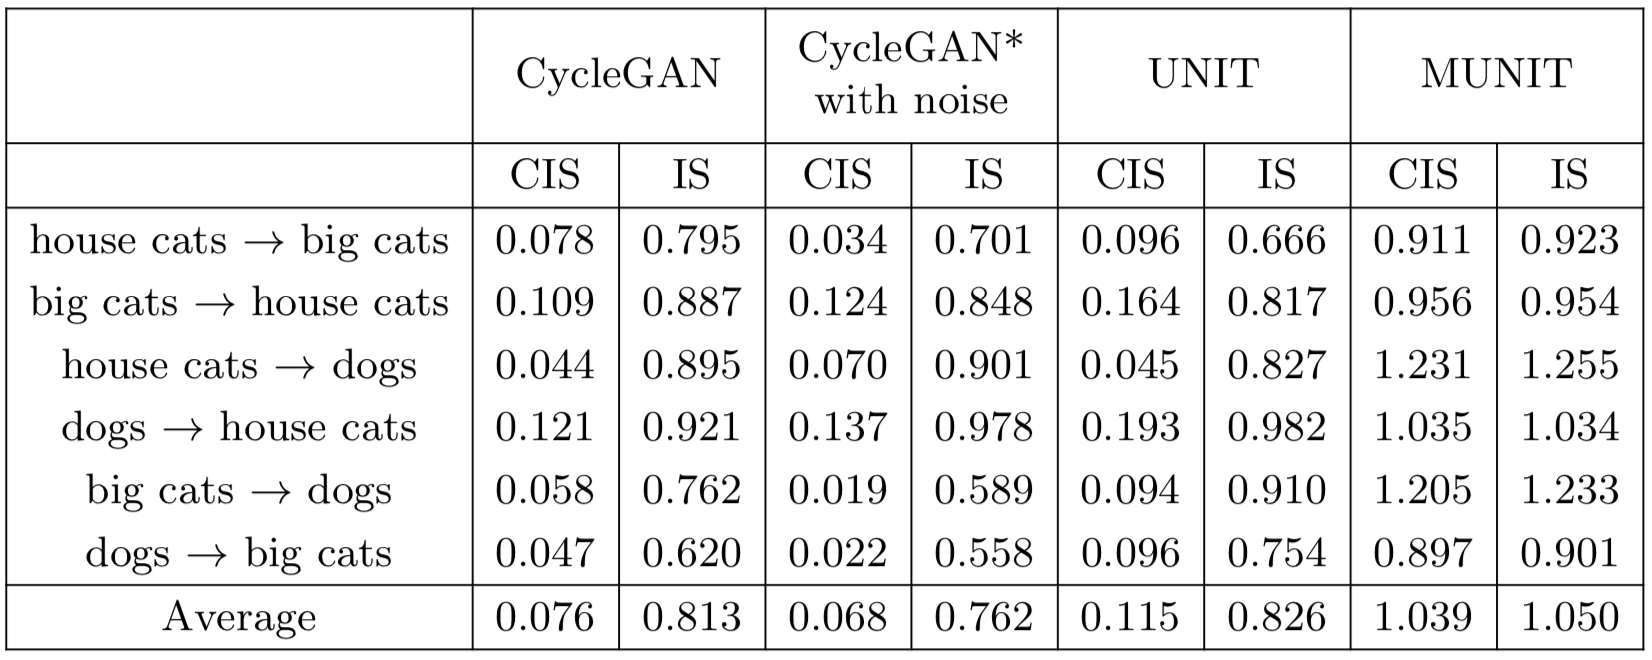 CycleGAN CycleGAN* with noise UNIT MUNIT
CIS IS CIS IS CIS IS CIS IS
house cats → big cats 0.078 0.795 0.034 0.701 0.096 0.666 0.911 0.923
big cats → house cats 0.109 0.887 0.124 0.848 0.164 0.817 0.956 0.954
house cats → dogs 0.044 0.895 0.070 0.901 0.045 0.827 1.231 1.255
dogs → house cats 0.121 0.921 0.137 0.978 0.193 0.982 1.035 1.034
big cats → dogs 0.058 0.762 0.019 0.589 0.094 0.910 1.205 1.233
dogs → big cats 0.047 0.620 0.022 0.558 0.096 0.754 0.897 0.901
Average 0.076 0.813 0.068 0.762 0.115 0.826 1.039 1.050